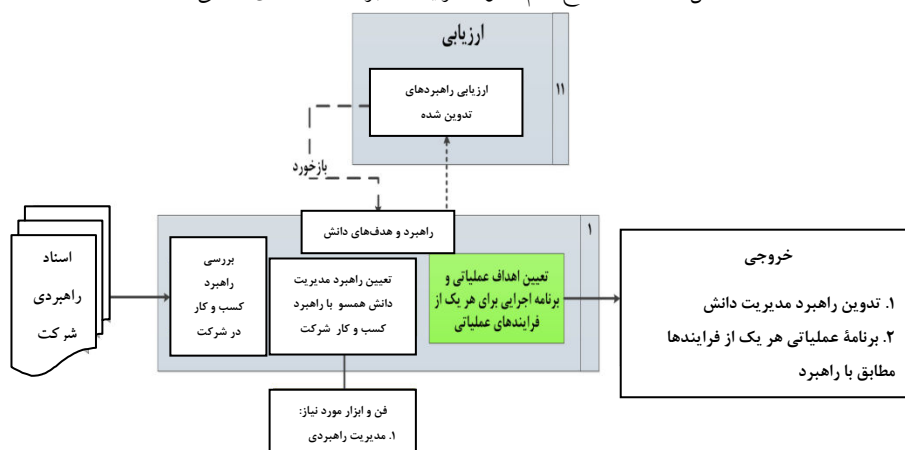 ارزیابی
۱۱
ارزیابی راهبردهای
تدوین شده
بازخورد
۱
راهبرد و هدف‌های دانش
اسناد
راهبردی
شرکت
بررسی
راهبرد
کسب و کار
در شرکت
تعیین راهبرد مدیریت
دانش همسو با راهبرد
کسب و کار شرکت
تعیین اهداف عملیاتی و
برنامه اجرایی برای هر یک از
فرایندهای عملیاتی
خروجی
۱. تدوین راهبرد مدیریت دانش
۲. برنامهٔ عملیاتی هر یک از فرایندها
مطابق با راهبرد
فن و ابزار مورد نیاز:
۱. مدیریت راهبردی